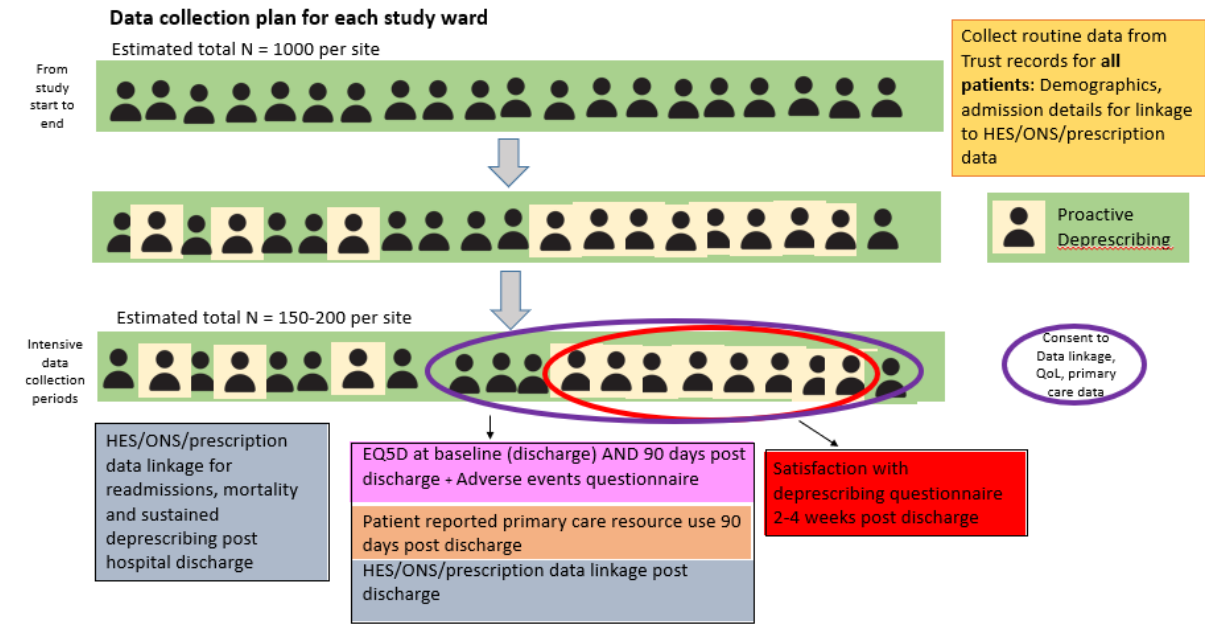 Data collection plan for each study ward
Estimated total N = 1000 per site
From
study
start to
end
Collect routine data from
Trust records for all
patients: Demographics,
admission details for linkage
to HES/ONS/prescription
data
Proactive
Deprescribing
Estimated total N = 150-200 per site
Intensive
data
collection
periods
Consent to
Data linkage,
QoL, primary
care data
HES/ONS/prescription
data linkage for
readmissions, mortality
and sustained
deprescribing post
hospital discharge
EQ5D at baseline (discharge) AND 90 days post
discharge + Adverse events questionnaire
Patient reported primary care resource use 90
days post discharge
HES/ONS/prescription data linkage post
discharge
Satisfaction with
deprescribing questionnaire
2-4 weeks post discharge